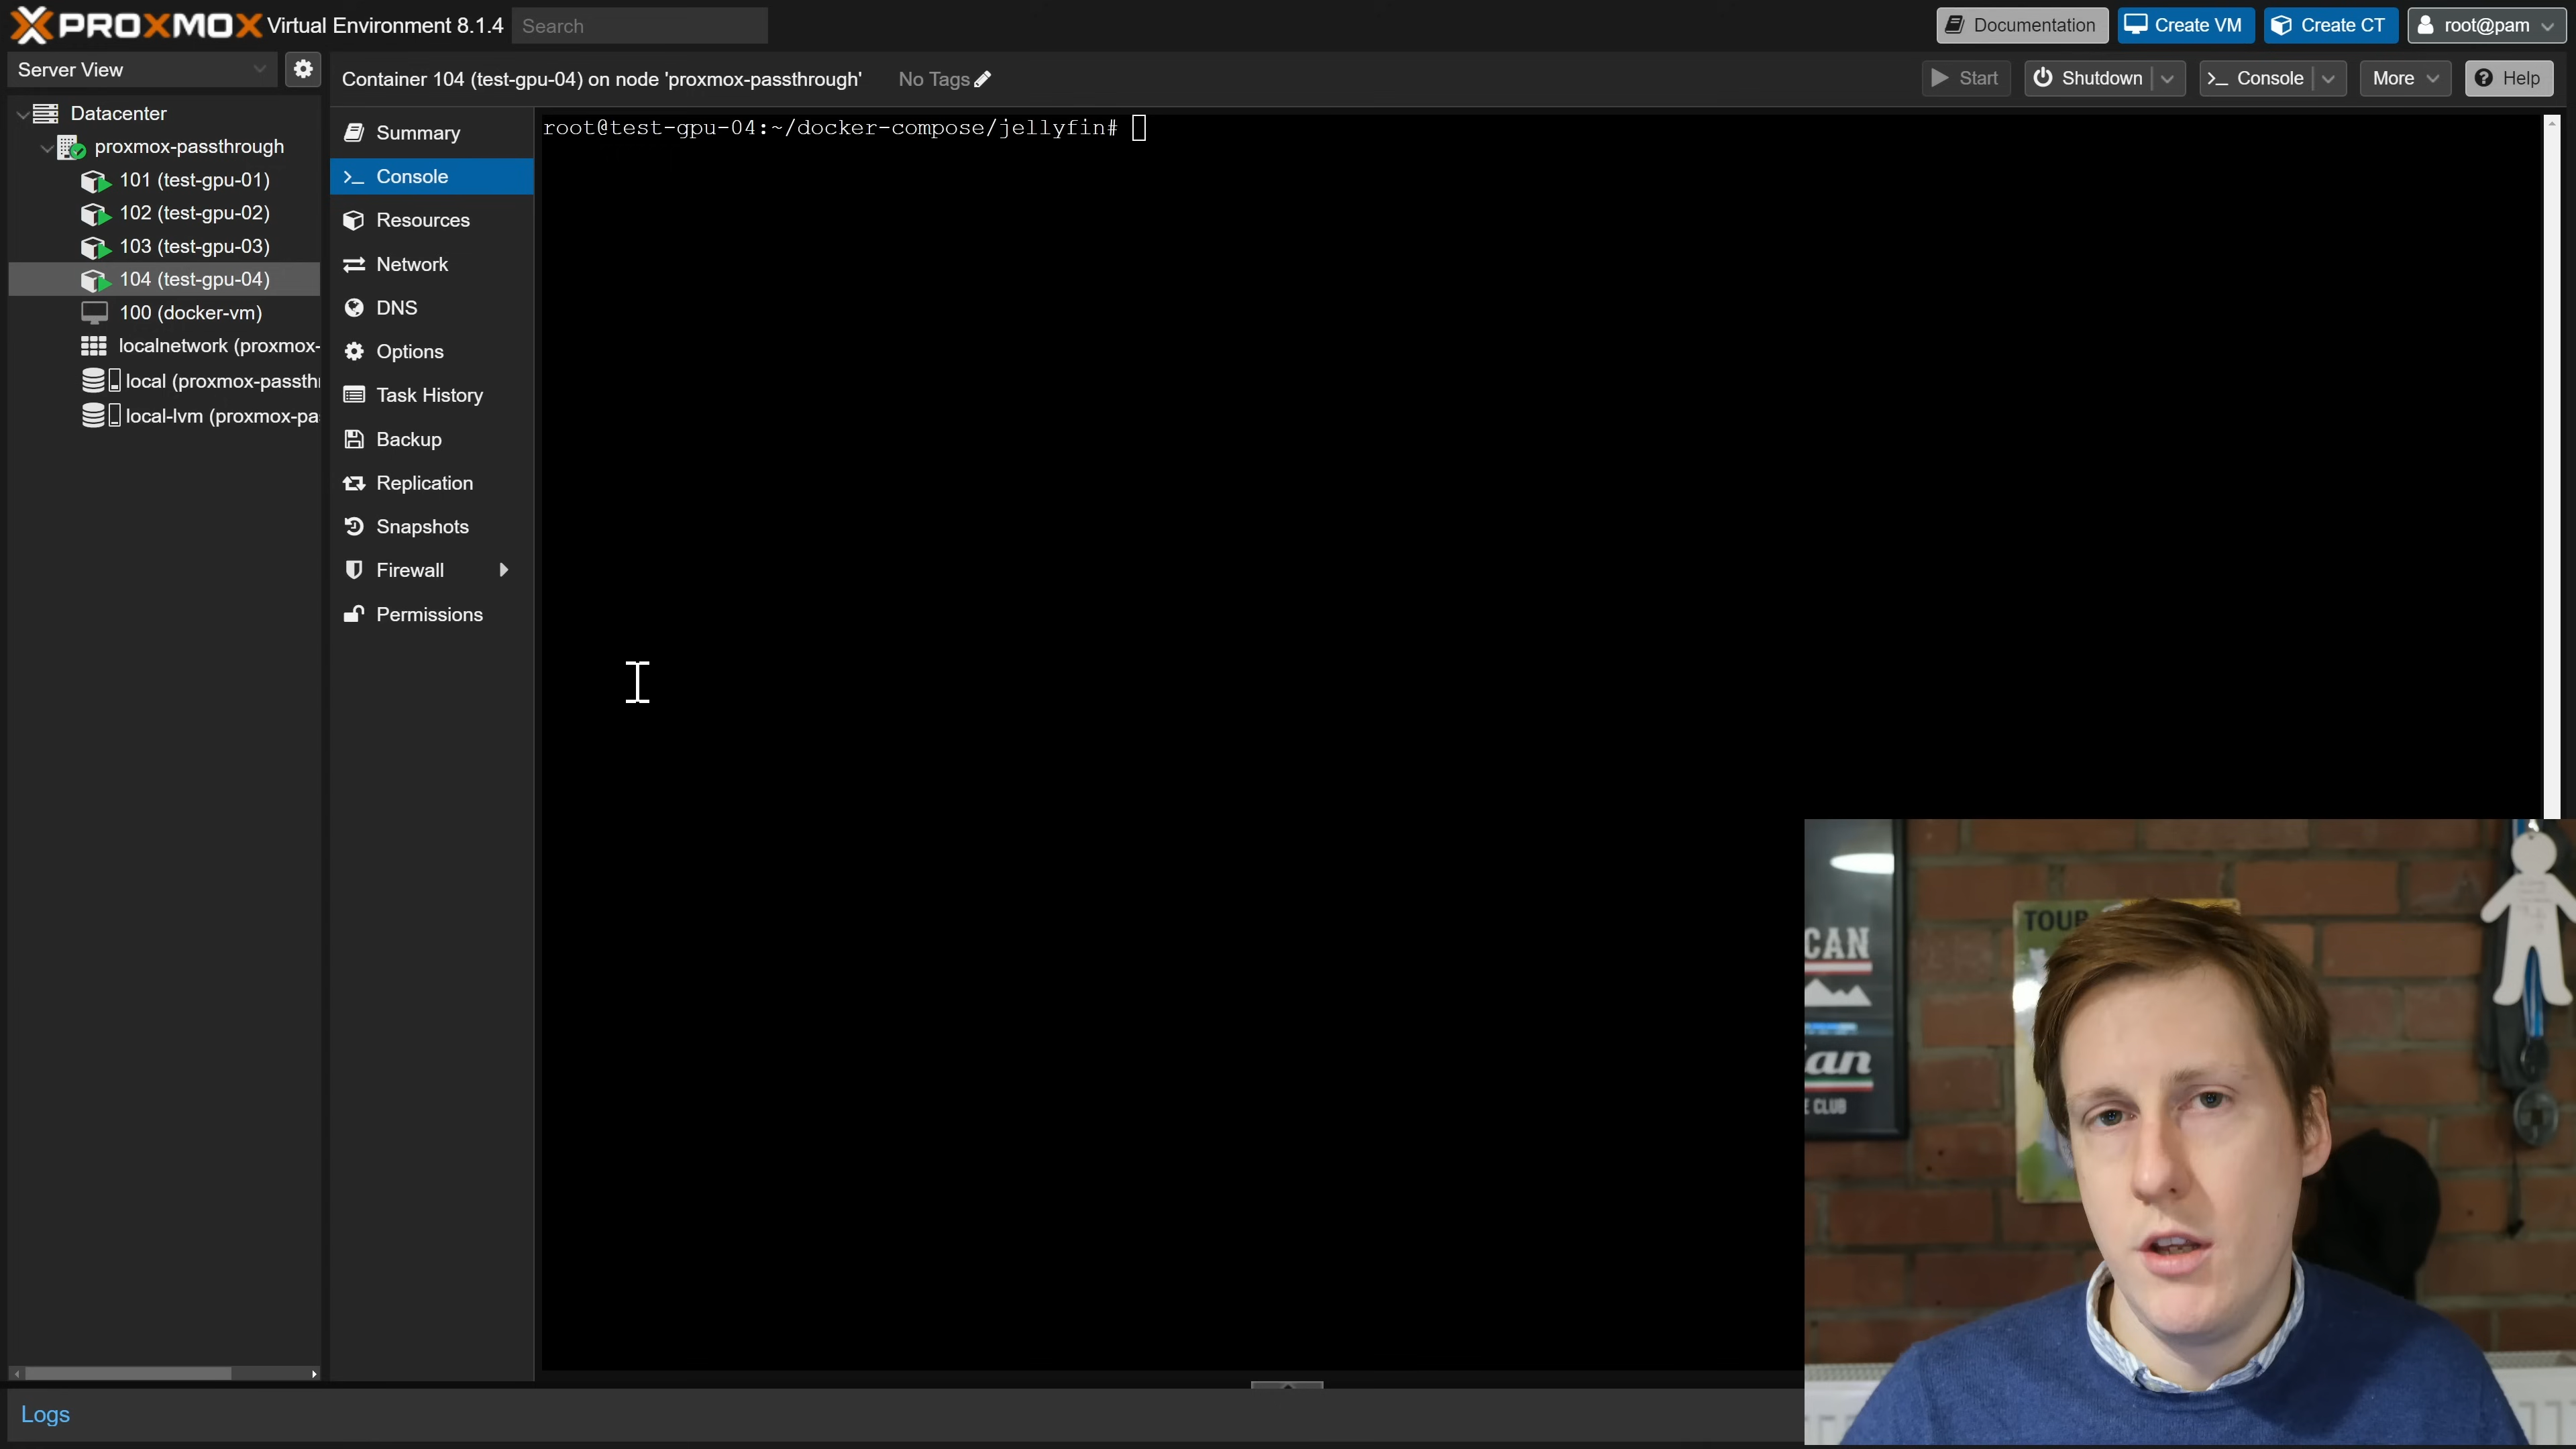 PROXMOX Virtual Environment 8.1.4
Search
Documentation
Create VM
Create CT
root@pam
Server View
Container 104 (test-gpu-04) on node 'proxmox-passthrough'
No Tags
Start
Shutdown
Console
More
Help
Datacenter
proxmox-passthrough
101 (test-gpu-01)
102 (test-gpu-02)
103 (test-gpu-03)
104 (test-gpu-04)
100 (docker-vm)
localnetwork (proxmox-
local (proxmox-passth
local-lvm (proxmox-pa
Summary
Console
Resources
Network
DNS
Options
Task History
Backup
Replication
Snapshots
Firewall
Permissions
root@test-gpu-04:~/docker-compose/jellyfin#
CAN
an
E CLUB
TOUR
Logs